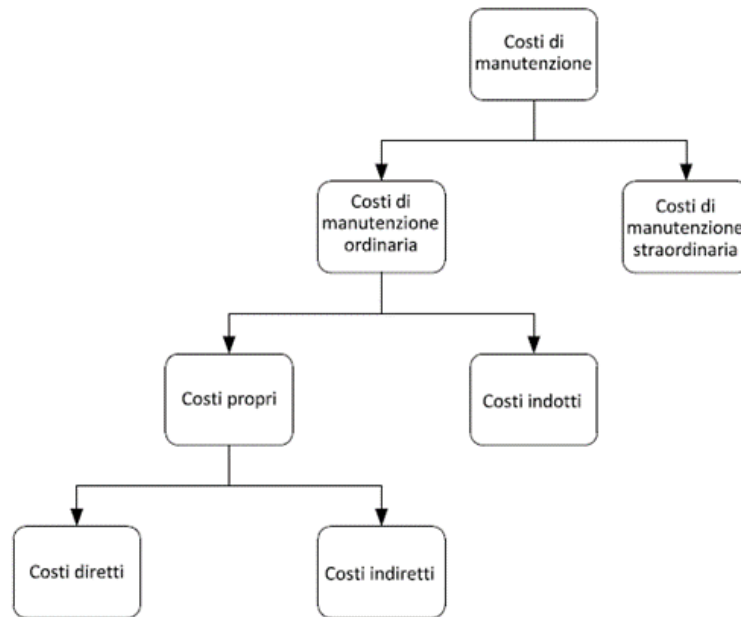 Costi di
manutenzione
Costi di
manutenzione
ordinaria
Costi di
manutenzione
straordinaria
Costi propri
Costi indotti
Costi diretti
Costi indiretti